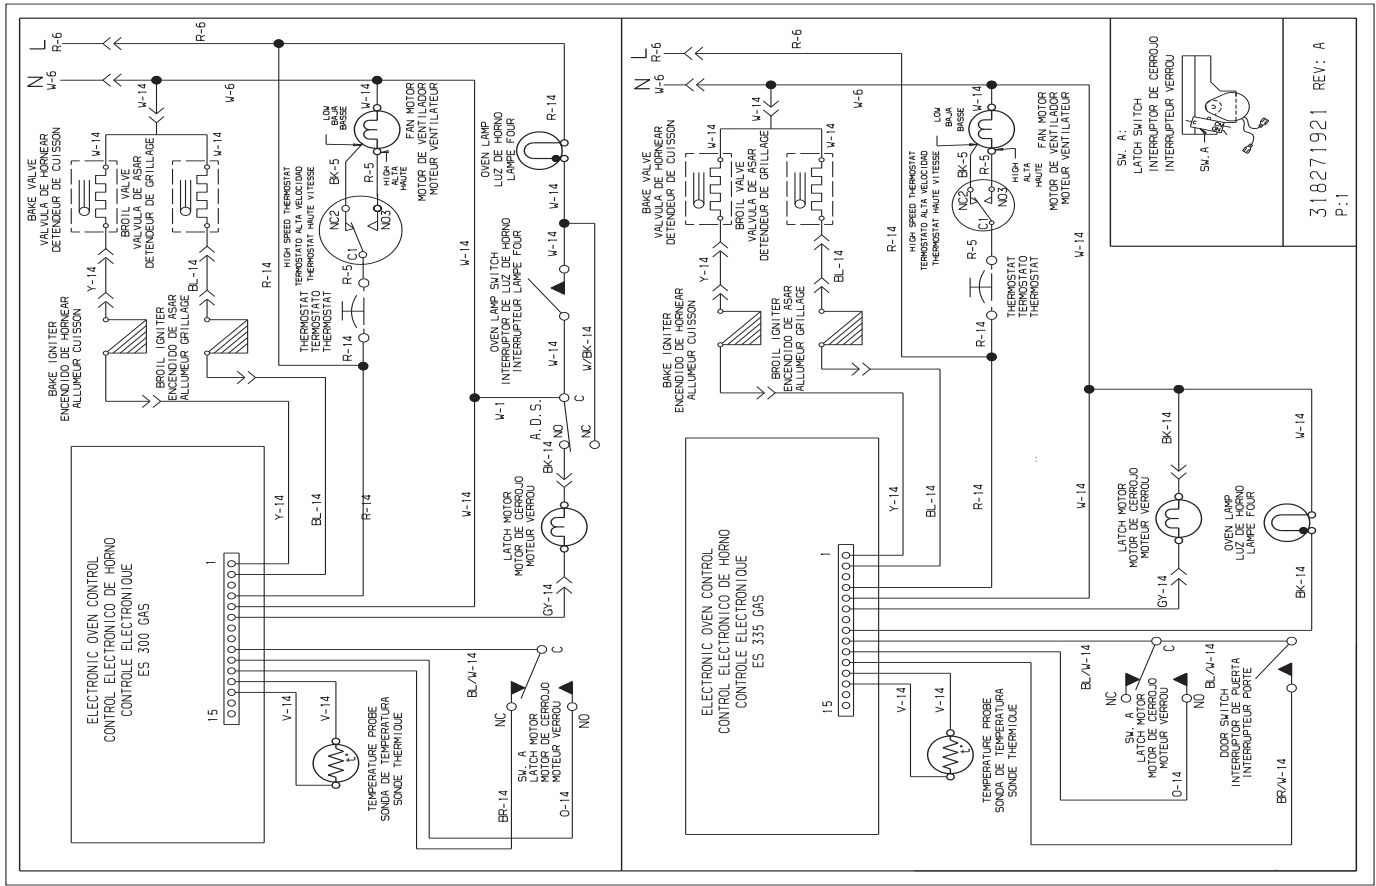 L
R-6
R-6
N
W-6
W-6
W-14
W-14
W-14
BAKE VALVE
VALVULA DE HORNEAR
DETENDEUR DE CUISSON
BROIL VALVE
VALVULA DE ASAR
DETENDEUR DE GRILLAGE
Y-14
BL-14
BAKE IGNITER
ENCENDIDO DE HORNEAR
ALLUMEUR CUISSON
BROIL IGNITER
ENCENDIDO DE ASAR
ALLUMEUR GRILLAGE
R-14
HIGH SPEED THERMOSTAT
TERMOSTATO ALTA VELOCIDAD
THERMOSTAT HAUTE VITESSE
LOW
BAJA
BASSE
W-14
FAN MOTOR
MOTOR DE VENTILADOR
MOTEUR VENTILATEUR
BK-5
R-5
HIGH
ALTA
HAUTE
NC2
NO3
C1
R-5
THERMOSTAT
TERMOSTATO
THERMOSTAT
R-14
OVEN LAMP
LUZ DE HORNO
LAMPE FOUR
R-14
W-14
W-14
W-14
OVEN LAMP SWITCH
INTERRUPTOR DE LUZ DE HORNO
INTERRUPTEUR LAMPE FOUR
W-14
W/BK-14
W-1
A.D.S.
C
NO
NC
BK-14
LATCH MOTOR
MOTOR DE CERROJO
MOTEUR VERROU
GY-14
Y-14
BL-14
R-14
W-14
ELECTRONIC OVEN CONTROL
CONTROL ELECTRONICO DE HORNO
CONTROLE ELECTRONIQUE
ES 300 GAS
1
15
V-14
V-14
t°
TEMPERATURE PROBE
SONDA DE TEMPERATURA
SONDE THERMIQUE
BL/W-14
C
NC
NO
SW. A
LATCH MOTOR
MOTOR DE CERROJO
MOTEUR VERROU
BR-14
O-14
L
R-6
R-6
N
W-6
W-6
W-14
W-14
W-14
BAKE VALVE
VALVULA DE HORNEAR
DETENDEUR DE CUISSON
BROIL VALVE
VALVULA DE ASAR
DETENDEUR DE GRILLAGE
Y-14
BL-14
BAKE IGNITER
ENCENDIDO DE HORNEAR
ALLUMEUR CUISSON
BROIL IGNITER
ENCENDIDO DE ASAR
ALLUMEUR GRILLAGE
R-14
HIGH SPEED THERMOSTAT
TERMOSTATO ALTA VELOCIDAD
THERMOSTAT HAUTE VITESSE
LOW
BAJA
BASSE
W-14
FAN MOTOR
MOTOR DE VENTILADOR
MOTEUR VENTILATEUR
BK-5
R-5
HIGH
ALTA
HAUTE
NC2
NO3
C1
R-5
THERMOSTAT
TERMOSTATO
THERMOSTAT
R-14
W-14
BK-14
W-14
LATCH MOTOR
MOTOR DE CERROJO
MOTEUR VERROU
GY-14
OVEN LAMP
LUZ DE HORNO
LAMPE FOUR
BK-14
Y-14
BL-14
R-14
W-14
ELECTRONIC OVEN CONTROL
CONTROL ELECTRONICO DE HORNO
CONTROLE ELECTRONIQUE
ES 335 GAS
1
15
V-14
V-14
t°
TEMPERATURE PROBE
SONDA DE TEMPERATURA
SONDE THERMIQUE
BL/W-14
C
NC
NO
SW. A
LATCH MOTOR
MOTOR DE CERROJO
MOTEUR VERROU
O-14
BL/W-14
DOOR SWITCH
INTERRUPTOR DE PUERTA
INTERRUPTEUR PORTE
BR/W-14
SW. A:
LATCH SWITCH
INTERRUPTOR DE CERROJO
INTERRUPTEUR VERROU
SW.A
318271921 REV: A
P:1